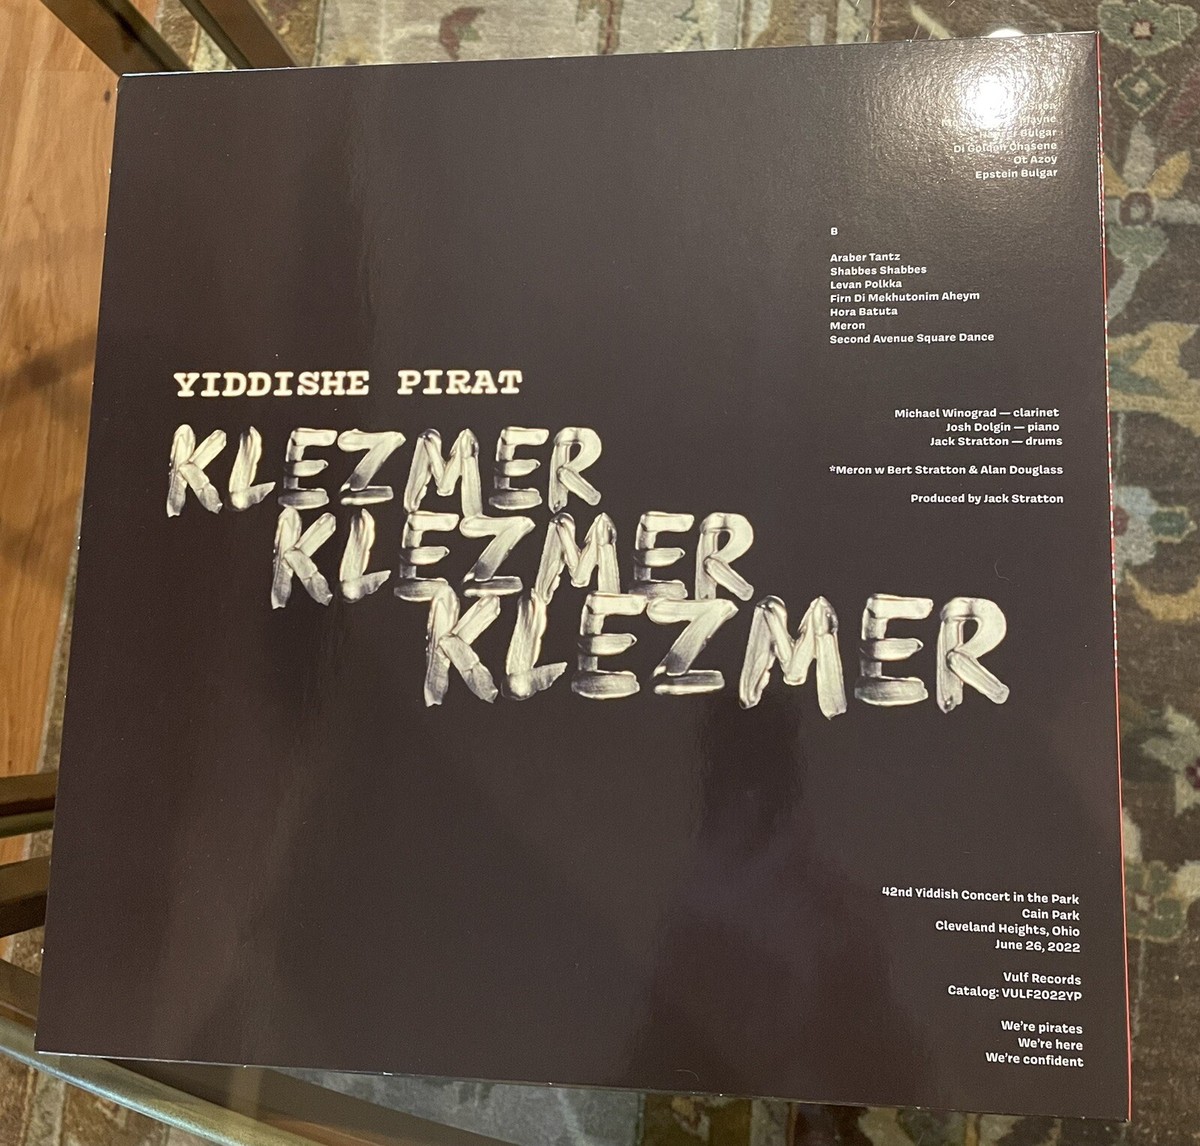 Bulgar
Di Golden Chasene
Ot Azoy
Epstein Bulgar
B
Araber Tantz
Shabbes Shabbes
Levan Polkka
Firn Di Mekhutonim Aheym
Hora Batuta
Meron
Second Avenue Square Dance
YIDDISHE PIRAT
KLEZMER
KLEZMER
KLEZMER
Michael Winograd — clarinet
Josh Dolgin — piano
Jack Stratton — drums
*Meron w Bert Stratton & Alan Douglass
Produced by Jack Stratton
42nd Yiddish Concert in the Park
Cain Park
Cleveland Heights, Ohio
June 26, 2022
Vulf Records
Catalog: VULF2022YP
We're pirates
We're here
We're confident